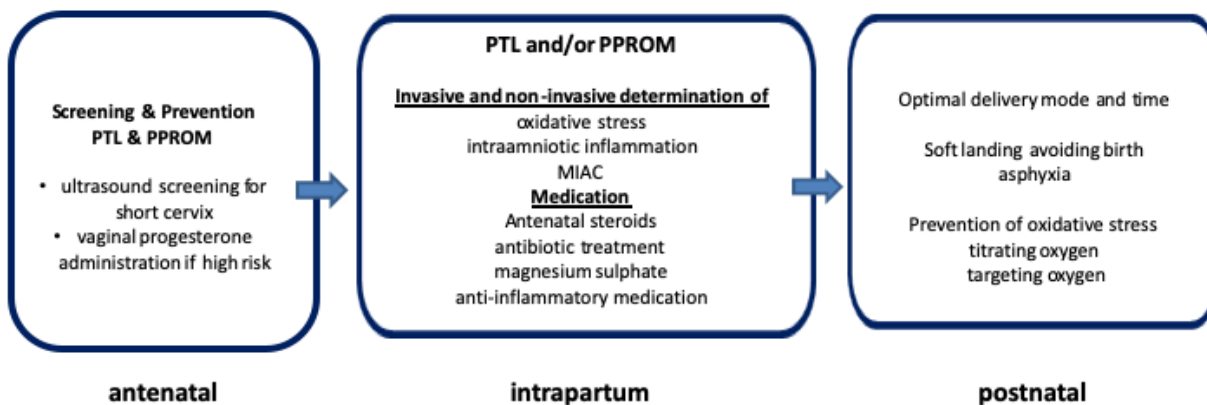 Screening & Prevention
PTL & PPROM
• ultrasound screening for
short cervix
• vaginal progesterone
administration if high risk
antenatal
PTL and/or PPROM
Invasive and non-invasive determination of
oxidative stress
intraamniotic inflammation
MIAC
Medication
Antenatal steroids
antibiotic treatment
magnesium sulphate
anti-inflammatory medication
intrapartum
Optimal delivery mode and time
Soft landing avoiding birth
asphyxia
Prevention of oxidative stress
titrating oxygen
targeting oxygen
postnatal